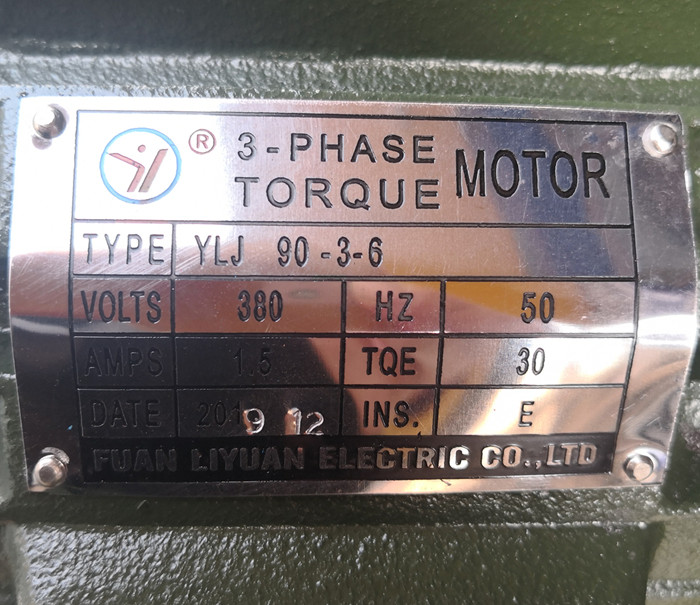 ® 3-PHASE TORQUE MOTOR
TYPE YLJ 90-3-6
VOLTS 380 HZ 50
AMPS 1.5 TQE 30
DATE 2019 12 INS. E
FUAN LIYUAN ELECTRIC CO.,LTD